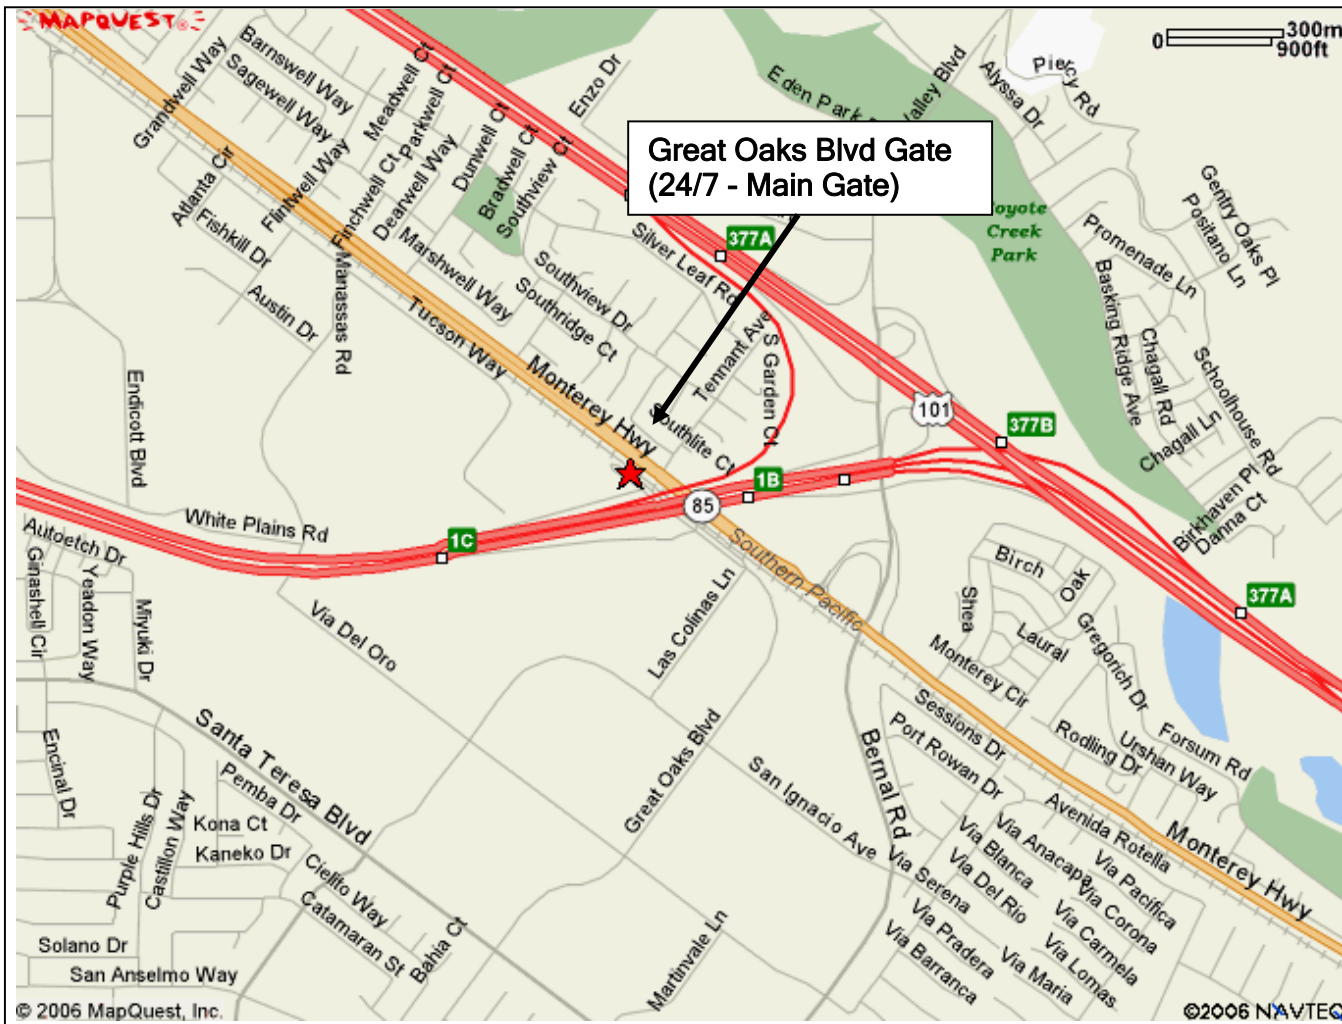 MAPQUEST
0
300m
900ft
Barnswell Way
Grandwell Way
Sagewell Way
Meadwell Ct
Parkwell Ct
Enzo Dr
Eden Park
Valley Blvd
Alyssa Dr
Piercy Rd
Great Oaks Blvd Gate
(24/7 - Main Gate)
Atlanta Cir
Flintwell Way
Finchwell Ct
Dearwell Way
Dunwell Ct
Bradwell Ct
Southview Ct
Fishkill Dr
Manassas Rd
Marshwell Way
Silver Leaf Rd
377A
Coyote
Creek
Park
Promenade Ln
Gentry Oaks Pl
Positano Ln
Austin Dr
Tucson Way
Southview Dr
Southridge Ct
Tennant Ave
S Garden Ct
Basking Ridge Ave
Chagall Rd
Schoolhouse Rd
Endicott Blvd
Monterey Hwy
Southlite Ct
101
377B
Chagall Ln
1B
85
Birkhaven Pl
Danna Ct
White Plains Rd
1C
Autoetch Dr
Ginashell Cir
Yeadon Way
Miyuki Dr
Southern Pacific
Birch
Oak
Shea
Laural
377A
Via Del Oro
Las Colinas Ln
Monterey Cir
Gregorich Dr
Santa Teresa Blvd
Great Oaks Blvd
Sessions Dr
Port Rowan Dr
Rodling Dr
Urshan Way
Forsum Rd
Encinal Dr
Pemba Dr
San Ignacio Ave
Bernal Rd
Avenida Rotella
Monterey Hwy
Purple Hills Dr
Castillon Way
Kona Ct
Kaneko Dr
Cielito Way
Catamaran St
Bahia Ct
Martinvale Ln
Via Serena
Via Blanca
Via Anacapa
Via Pacifica
Via Del Rio
Via Corona
Via Carmela
Via Pradera
Via Barranca
Via Maria
Via Lomas
Solano Dr
San Anselmo Way
© 2006 MapQuest, Inc.
©2006 NAVTEQ